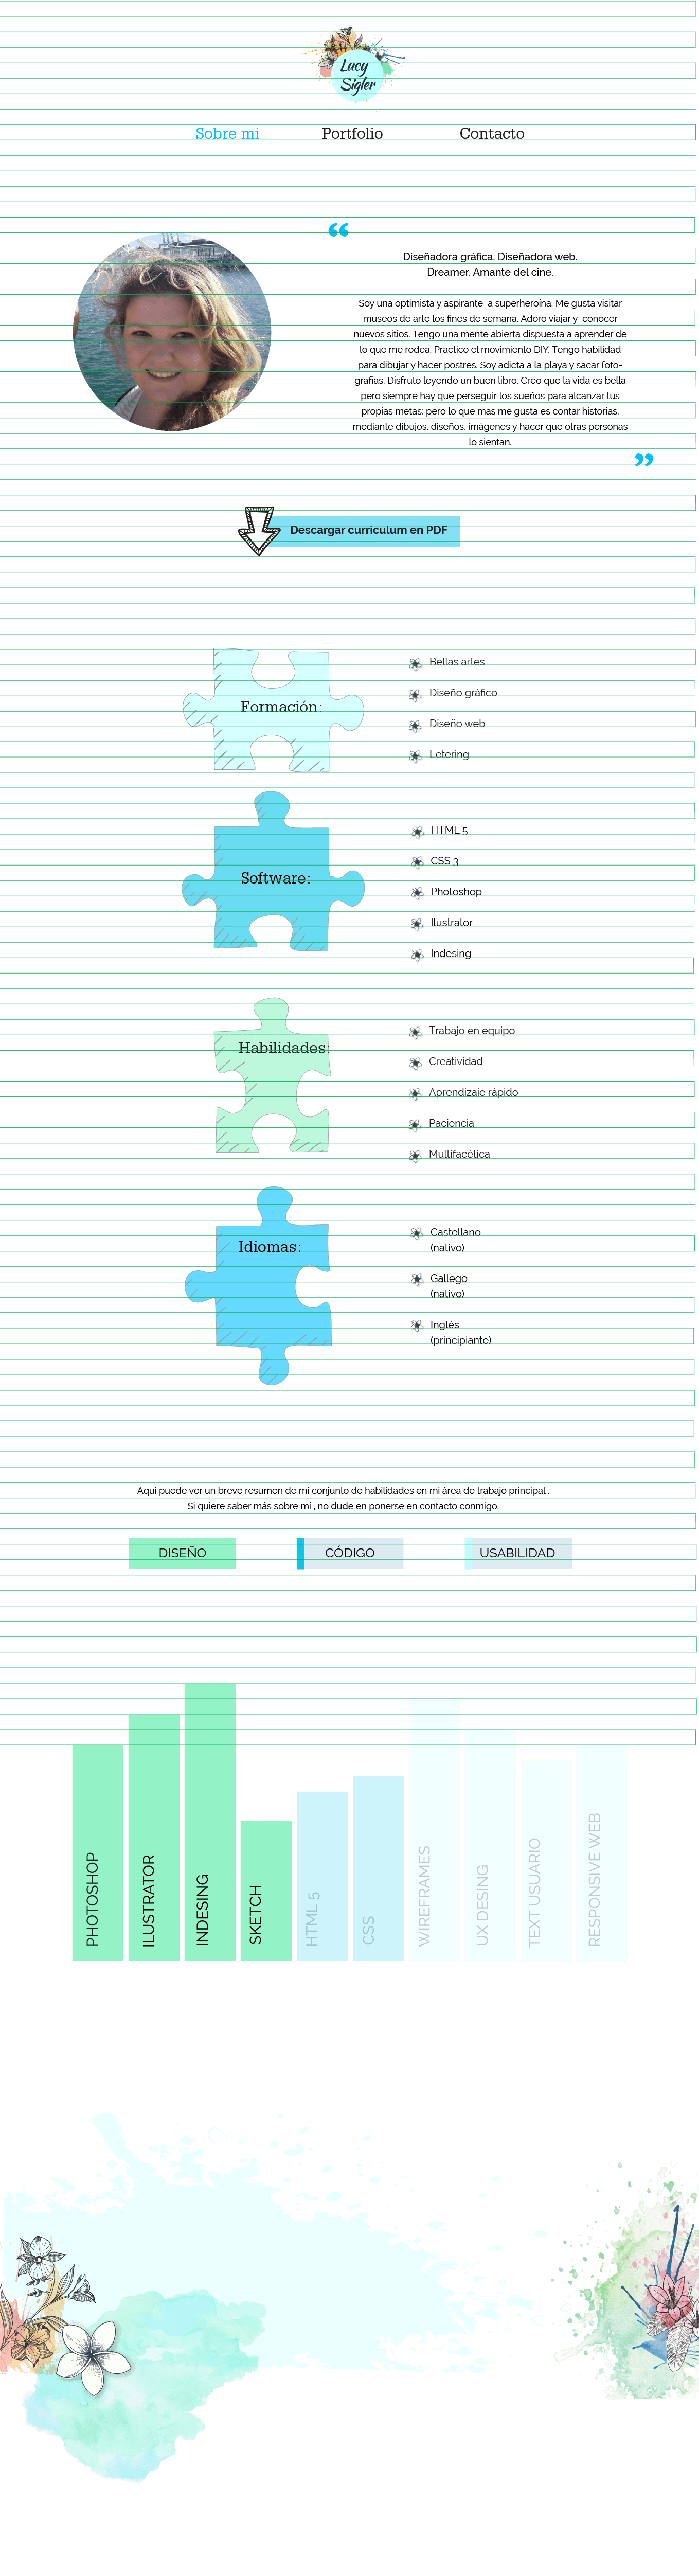 Lucy
Sigler
Sobre mi
Portfolio
Contacto
“
Diseñadora gráfica. Diseñadora web.
Dreamer. Amante del cine.
Soy una optimista y aspirante a superheroína. Me gusta visitar
museos de arte los fines de semana. Adoro viajar y conocer
nuevos sitios. Tengo una mente abierta dispuesta a aprender de
lo que me rodea. Practico el movimiento DIY. Tengo habilidad
para dibujar y hacer postres. Soy adicta a la playa y sacar foto-
grafías. Disfruto leyendo un buen libro. Creo que la vida es bella
pero siempre hay que perseguir los sueños para alcanzar tus
propias metas; pero lo que mas me gusta es contar historias,
mediante dibujos, diseños, imágenes y hacer que otras personas
lo sientan.
”
Descargar curriculum en PDF
Formación:
Bellas artes
Diseño gráfico
Diseño web
Letering
Software:
HTML 5
CSS 3
Photoshop
Ilustrator
Indesing
Habilidades:
Trabajo en equipo
Creatividad
Aprendizaje rápido
Paciencia
Multifacética
Idiomas:
Castellano
(nativo)
Gallego
(nativo)
Inglés
(principiante)
Aquí puede ver un breve resumen de mi conjunto de habilidades en mi área de trabajo principal .
Si quiere saber más sobre mí , no dude en ponerse en contacto conmigo.
DISEÑO
CÓDIGO
USABILIDAD
PHOTOSHOP
ILUSTRATOR
INDESING
SKETCH
HTML 5
CSS
WIREFRAMES
UX DESING
TEXT USUARIO
RESPONSIVE WEB